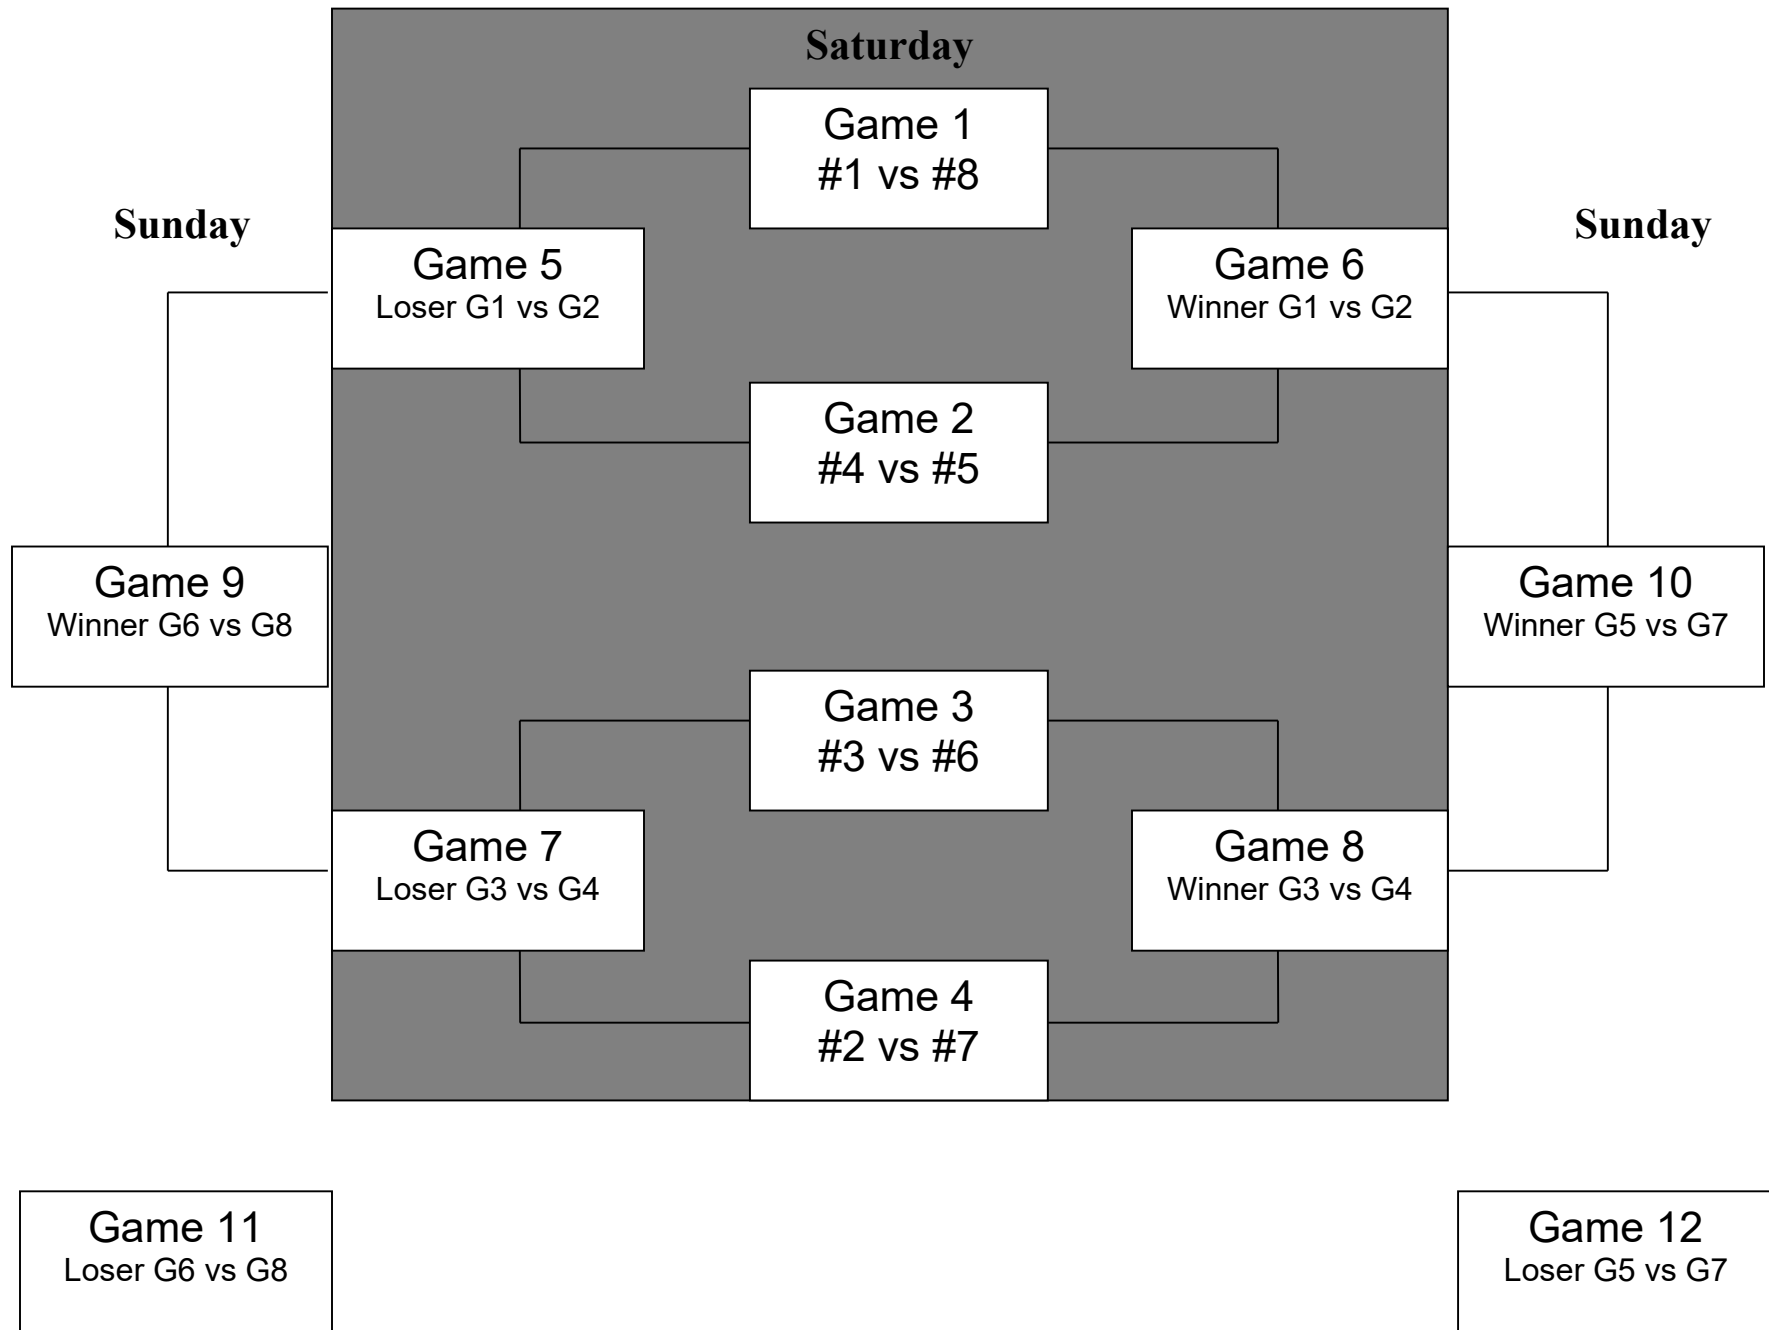 Saturday
Game 1
#1 vs #8
Sunday
Sunday
Game 5
Loser G1 vs G2
Game 6
Winner G1 vs G2
Game 2
#4 vs #5
Game 9
Winner G6 vs G8
Game 10
Winner G5 vs G7
Game 3
#3 vs #6
Game 7
Loser G3 vs G4
Game 8
Winner G3 vs G4
Game 4
#2 vs #7
Game 11
Loser G6 vs G8
Game 12
Loser G5 vs G7